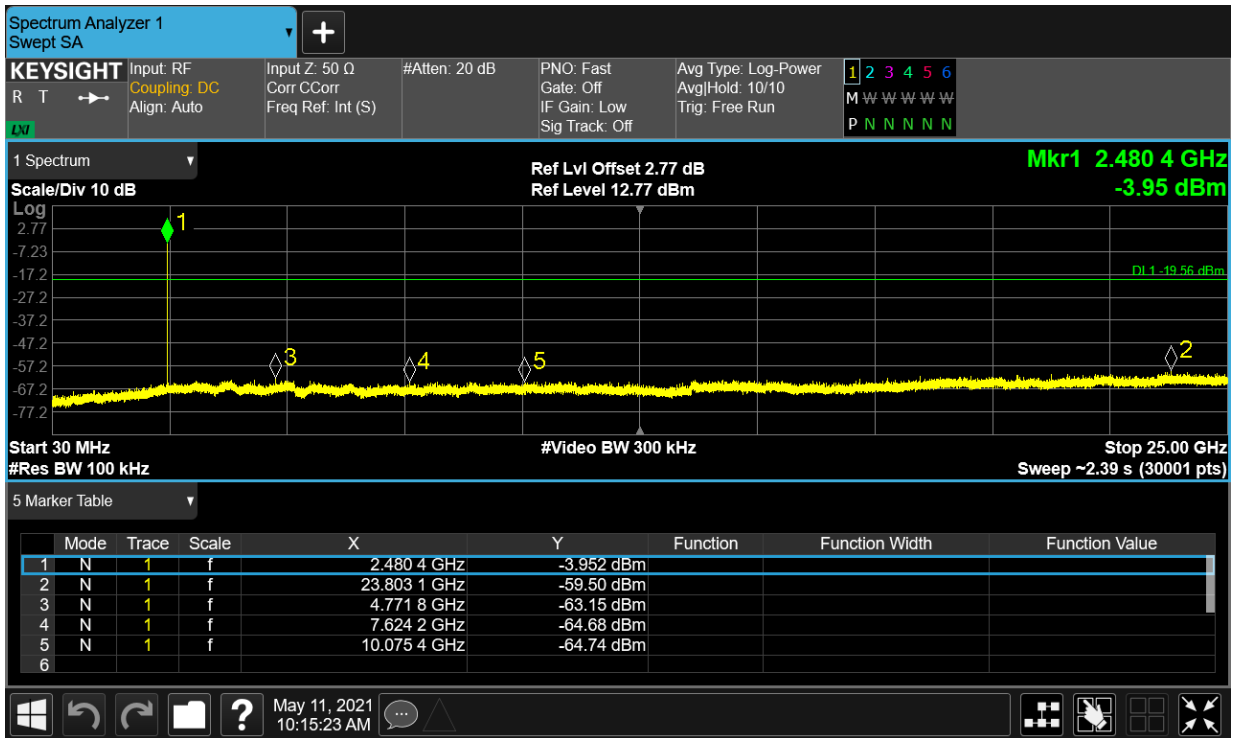 Spectrum Analyzer 1
Swept SA
+
KEYSIGHT
R T
LXI
Input: RF
Coupling: DC
Align: Auto
Input Z: 50 Ω
Corr CCorr
Freq Ref: Int (S)
#Atten: 20 dB
PNO: Fast
Gate: Off
IF Gain: Low
Sig Track: Off
Avg Type: Log-Power
Avg|Hold: 10/10
Trig: Free Run
1 2 3 4 5 6
M W W W W W
P N N N N N
1 Spectrum
Scale/Div 10 dB
Ref Lvl Offset 2.77 dB
Ref Level 12.77 dBm
Mkr1 2.480 4 GHz
-3.95 dBm
Log
2.77
-7.23
-17.2
-27.2
-37.2
-47.2
-57.2
-67.2
-77.2
1
DL1 -19.56 dBm
3
4
5
2
Start 30 MHz
#Video BW 300 kHz
Stop 25.00 GHz
#Res BW 100 kHz
Sweep ~2.39 s (30001 pts)
5 Marker Table
Mode Trace Scale X Y Function Function Width Function Value
1 N 1 f 2.480 4 GHz -3.952 dBm
2 N 1 f 23.803 1 GHz -59.50 dBm
3 N 1 f 4.771 8 GHz -63.15 dBm
4 N 1 f 7.624 2 GHz -64.68 dBm
5 N 1 f 10.075 4 GHz -64.74 dBm
6
?
May 11, 2021
10:15:23 AM